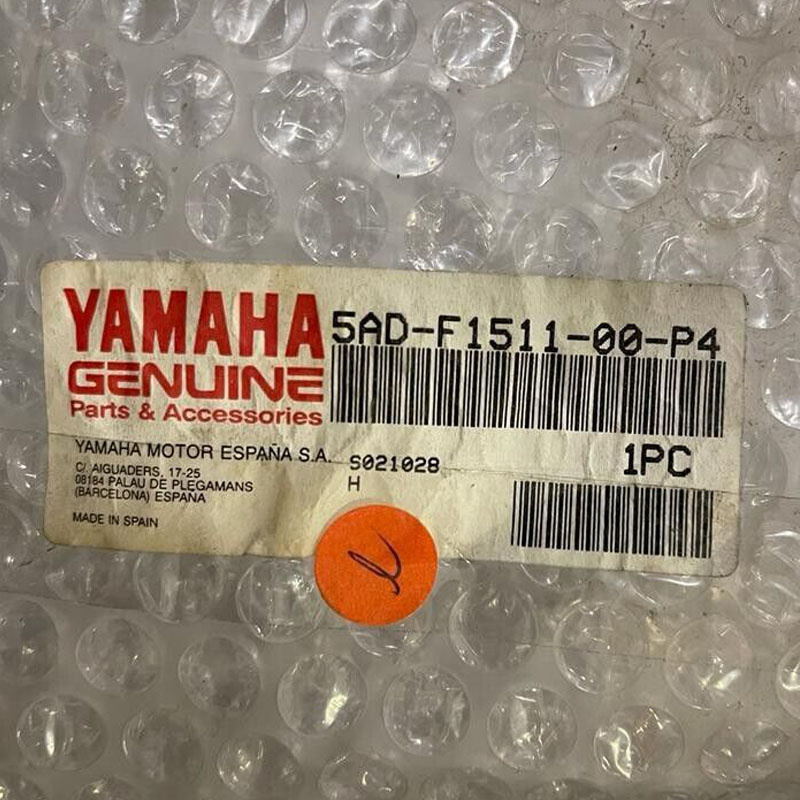 YAMAHA
GENUINE
Parts & Accessories
5AD-F1511-00-P4
YAMAHA MOTOR ESPAÑA S.A.
C/. AIGUADERS, 17-25
08184 PALAU DE PLEGAMANS
(BARCELONA) ESPAÑA
MADE IN SPAIN
S021028
H
1PC